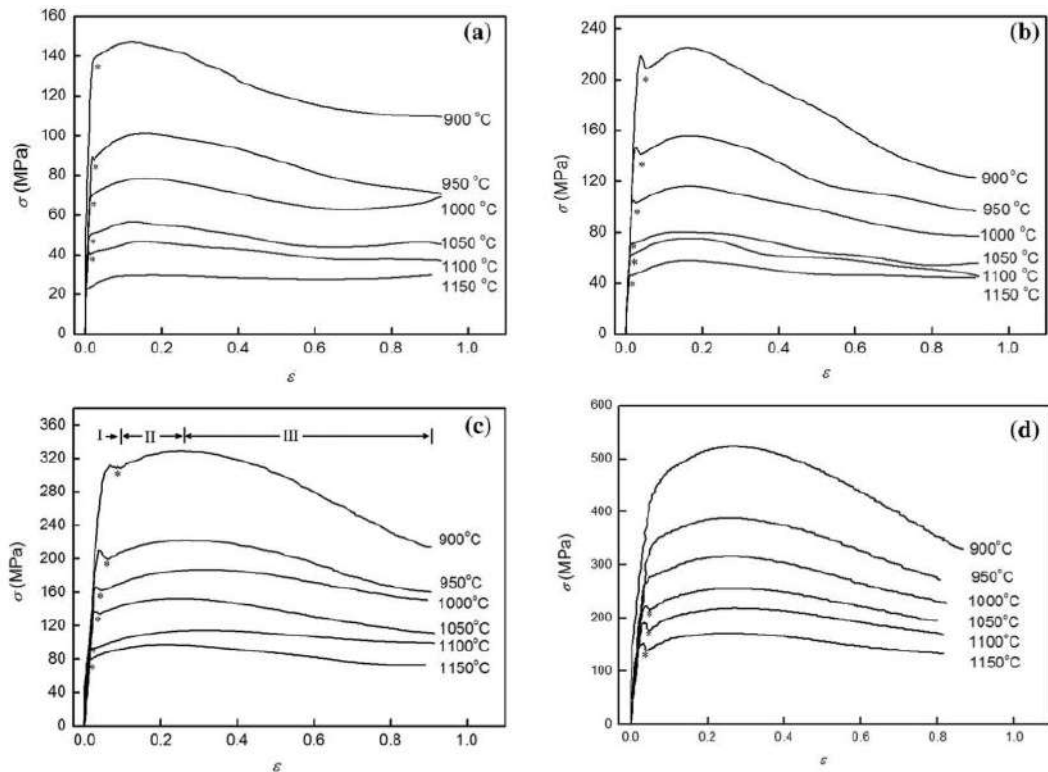 (a)
160
140
120
100
80
60
40
20
0
σ (MPa)
900 °C
950 °C
1000 °C
1050 °C
1100 °C
1150 °C
*
*
*
*
*
0.0 0.2 0.4 0.6 0.8 1.0
ε
(b)
240
200
160
120
80
40
0
σ (MPa)
900 °C
950 °C
1000 °C
1050 °C
1100 °C
1150 °C
*
*
*
*
*
*
0.0 0.2 0.4 0.6 0.8 1.0
ε
(c)
360
320
280
240
200
160
120
80
40
0
σ (MPa)
I II III
900°C
950°C
1000°C
1050°C
1100°C
1150°C
*
*
*
*
*
0.0 0.2 0.4 0.6 0.8 1.0
ε
(d)
600
500
400
300
200
100
0
σ (MPa)
900°C
950°C
1000°C
1050°C
1100°C
1150°C
*
*
*
0.0 0.2 0.4 0.6 0.8 1.0
ε